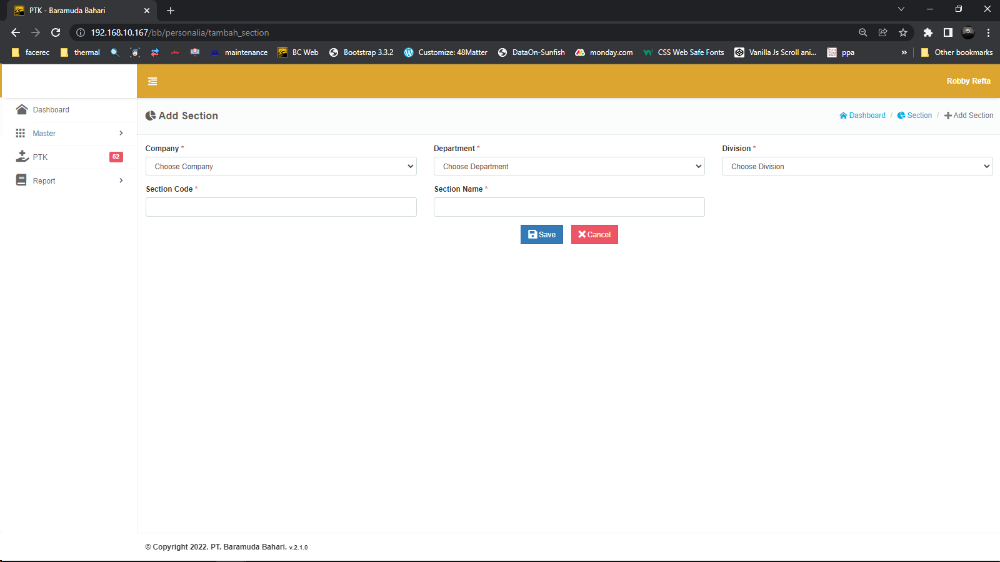 PTK - Baramuda Bahari
192.168.10.167/bb/personalia/tambah_section
facerec thermal maintenance BC Web Bootstrap 3.3.2 Customize: 48Matter DataOn-Sunfish monday.com CSS Web Safe Fonts Vanilla Js Scroll ani... ppa » Other bookmarks
Robby Refta
Dashboard
Master
PTK 52
Report
Add Section
Dashboard / Section / Add Section
Company * Department * Division *
Choose Company Choose Department Choose Division
Section Code * Section Name *
Save Cancel
© Copyright 2022. PT. Baramuda Bahari. v.2.1.0